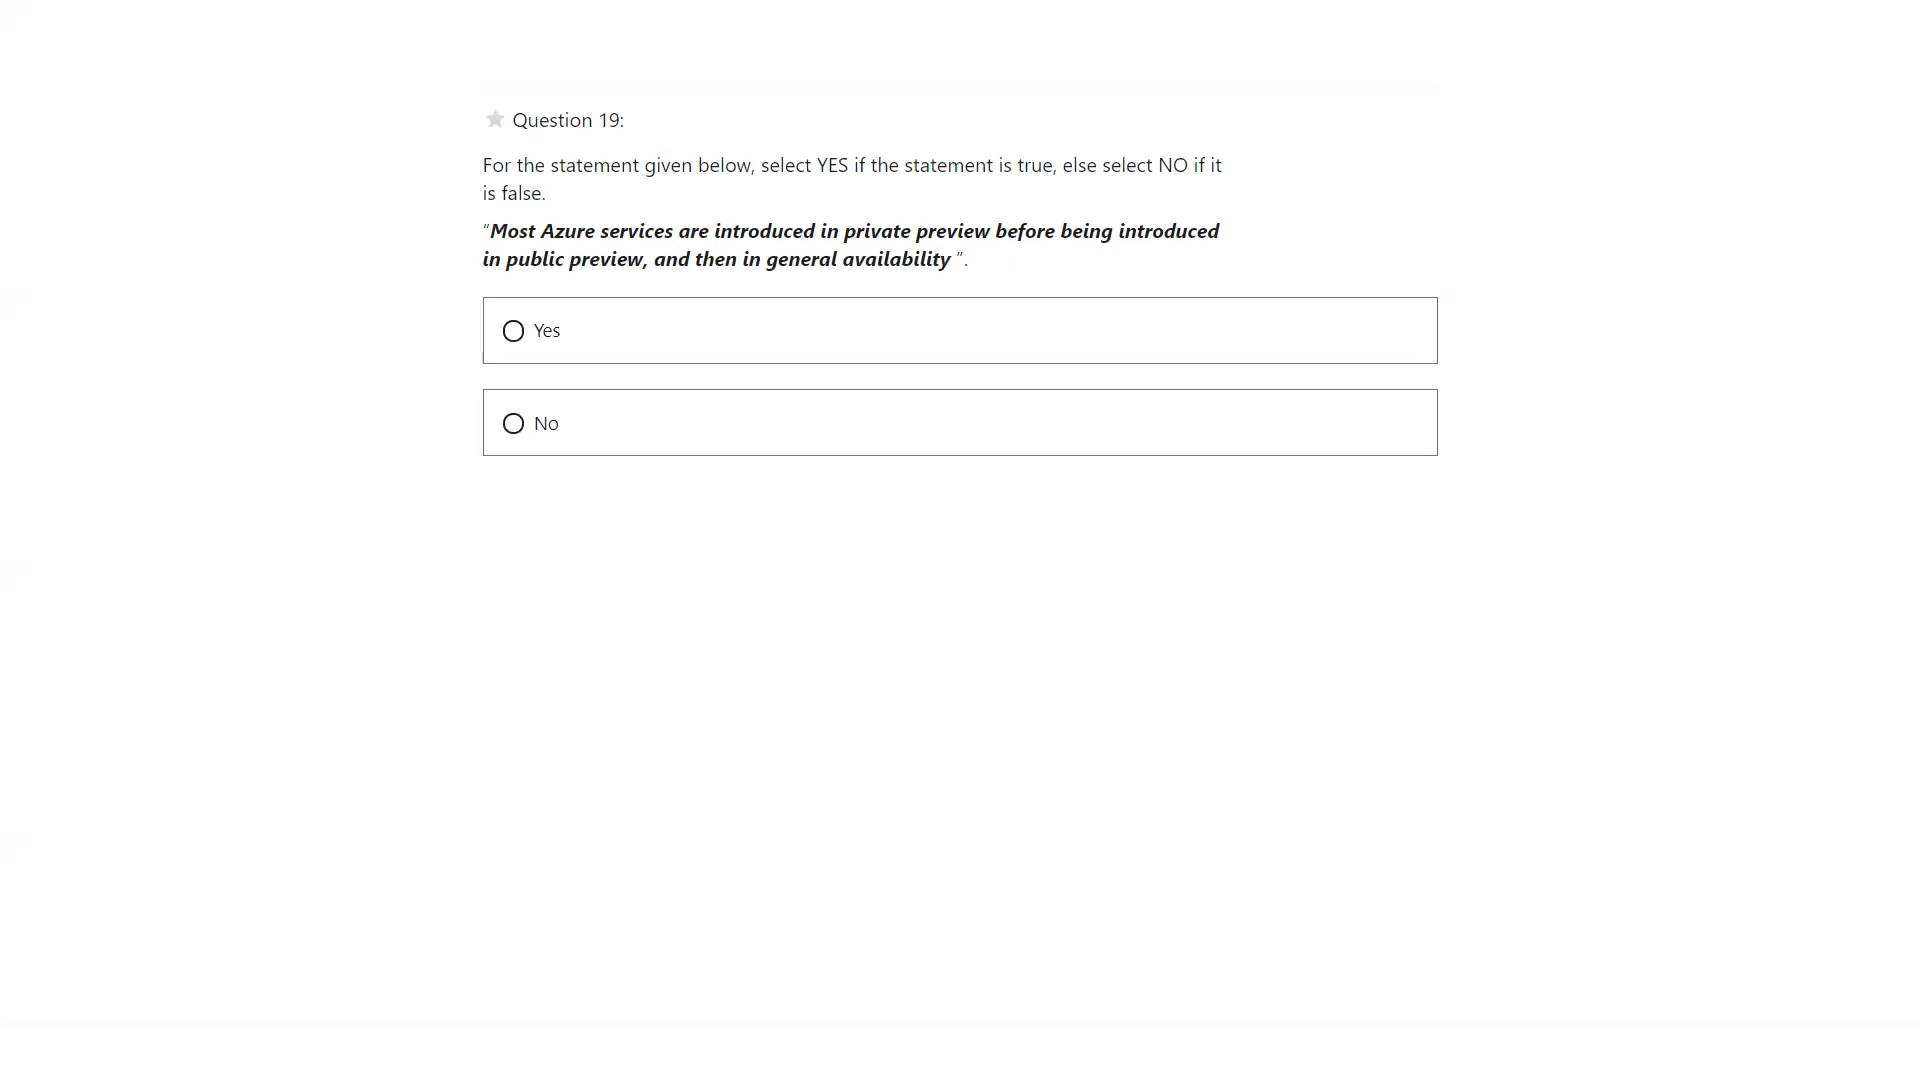 Question 19:
For the statement given below, select YES if the statement is true, else select NO if it
is false.
“Most Azure services are introduced in private preview before being introduced
in public preview, and then in general availability ”.
Yes
No